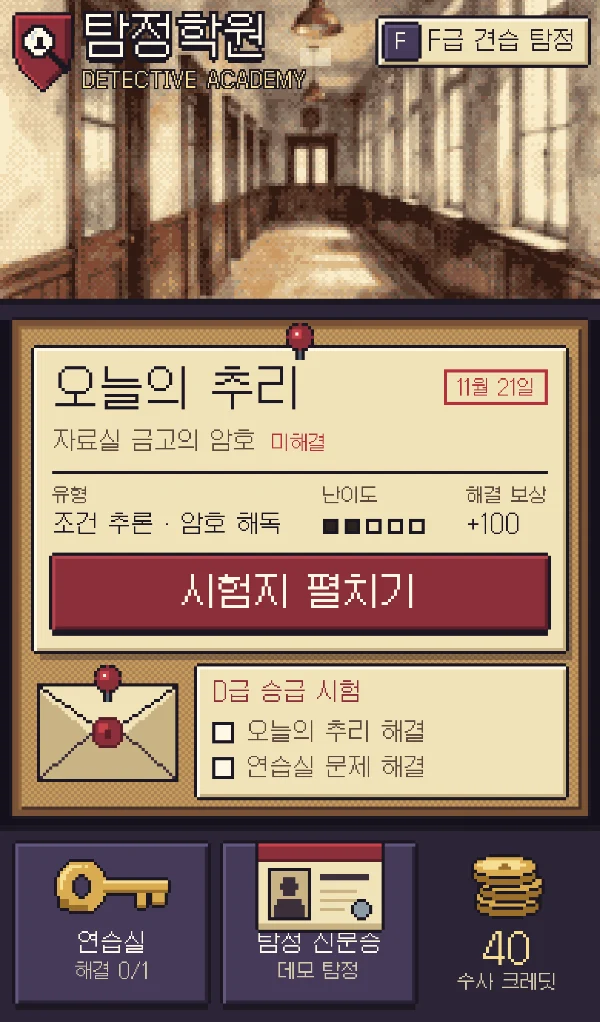 탐정학원
DETECTIVE ACADEMY
F F급 견습 탐정
오늘의 추리
11월 21일
자료실 금고의 암호 미해결
유형 난이도 해결 보상
조건 추론 · 암호 해독 +100
시험지 펼치기
D급 승급 시험
오늘의 추리 해결
연습실 문제 해결
연습실
해결 0/1
탐정 신분증
데모 탐정
40
수사 크레딧